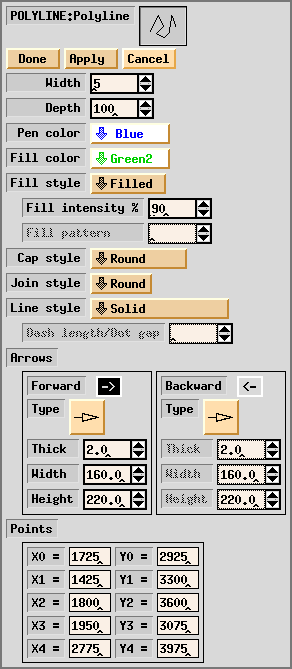 POLYLINE:Polyline
Done Apply Cancel
Width 5
Depth 100
Pen color Blue
Fill color Green2
Fill style Filled
Fill intensity % 90
Fill pattern
Cap style Round
Join style Round
Line style Solid
Dash length/Dot gap
Arrows
Forward -> Backward <-
Type Type
Thick 2.0 Thick 2.0
Width 160.0 Width 160.0
Height 220.0 Height 220.0
Points
X0 = 1725 Y0 = 2925
X1 = 1425 Y1 = 3300
X2 = 1800 Y2 = 3600
X3 = 1950 Y3 = 3075
X4 = 2775 Y4 = 3975